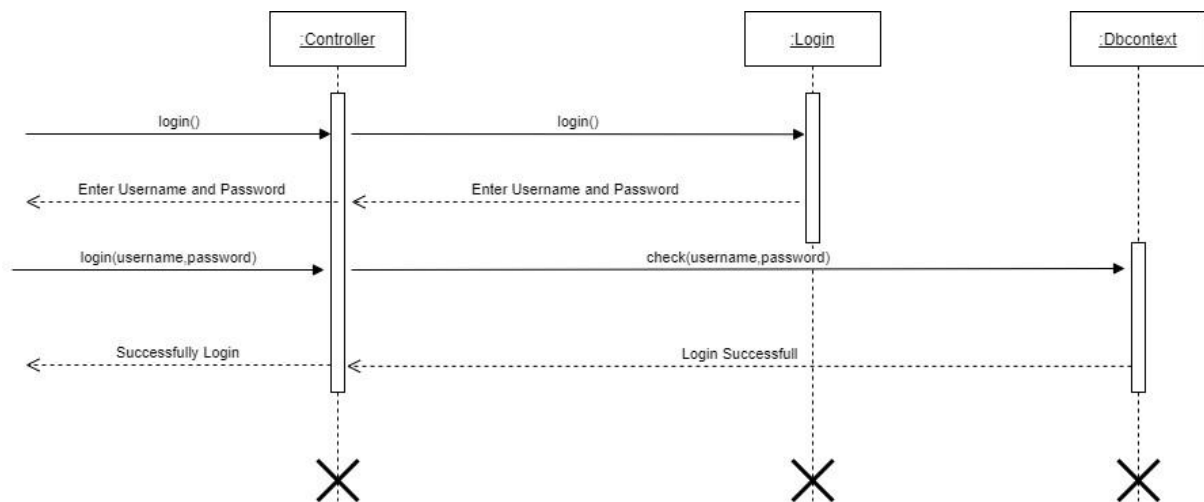 :Controller
:Login
:Dbcontext
login()
login()
Enter Username and Password
Enter Username and Password
login(username,password)
check(username,password)
Successfully Login
Login Successfull